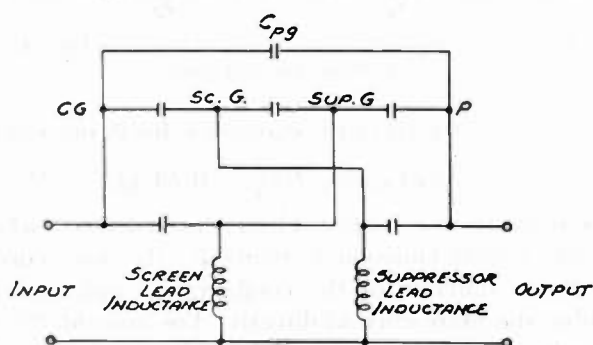 Cpg
CG
SC. G.
SUP. G
P
INPUT
SCREEN
LEAD
INDUCTANCE
SUPPRESSOR
LEAD
INDUCTANCE
OUTPUT